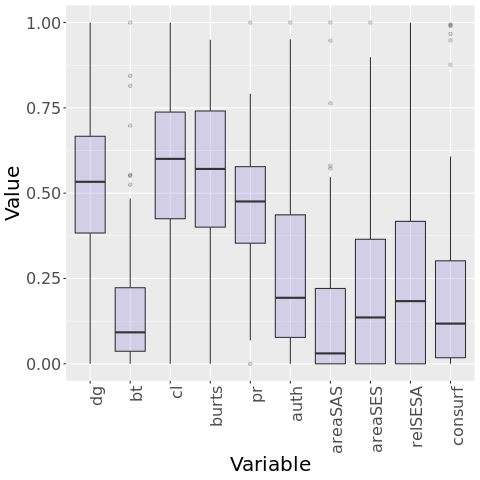 1.00
0.75
0.50
0.25
0.00
Value
dg
bt
cl
burts
pr
auth
areaSAS
areaSES
relSESA
consurf
Variable